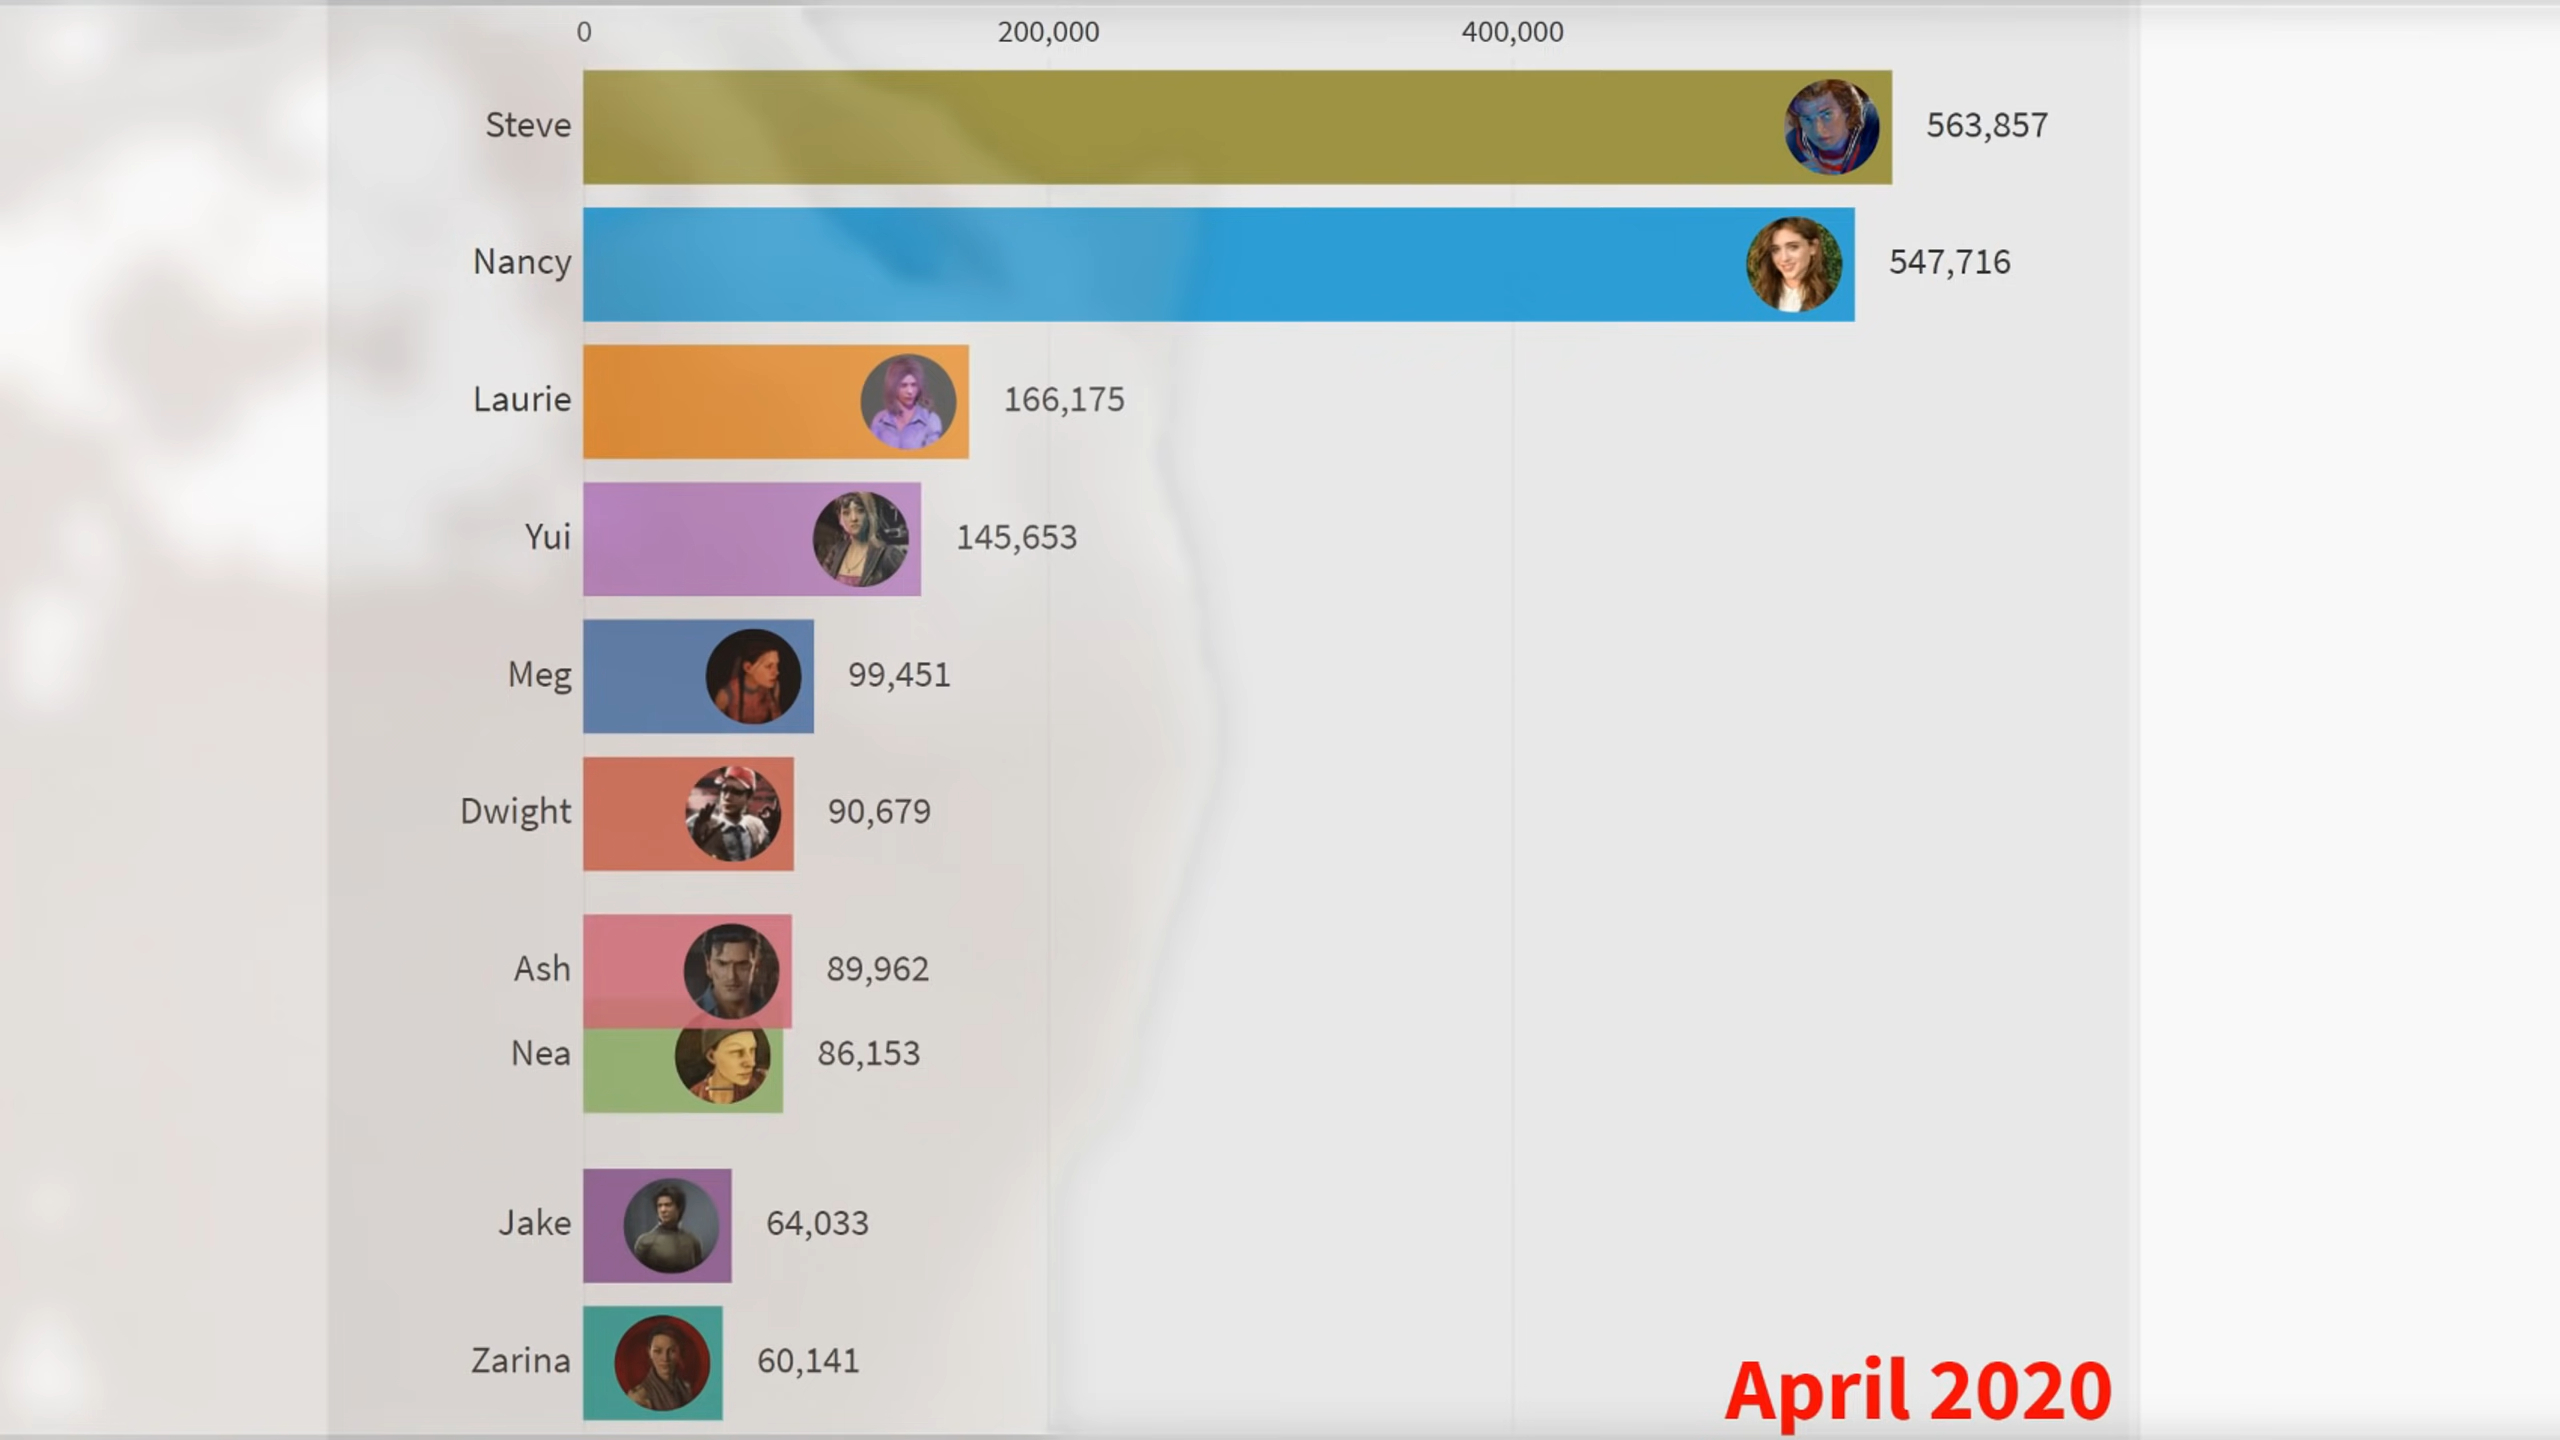 0 200,000 400,000
Steve 563,857
Nancy 547,716
Laurie 166,175
Yui 145,653
Meg 99,451
Dwight 90,679
Ash 89,962
Nea 86,153
Jake 64,033
Zarina 60,141
April 2020